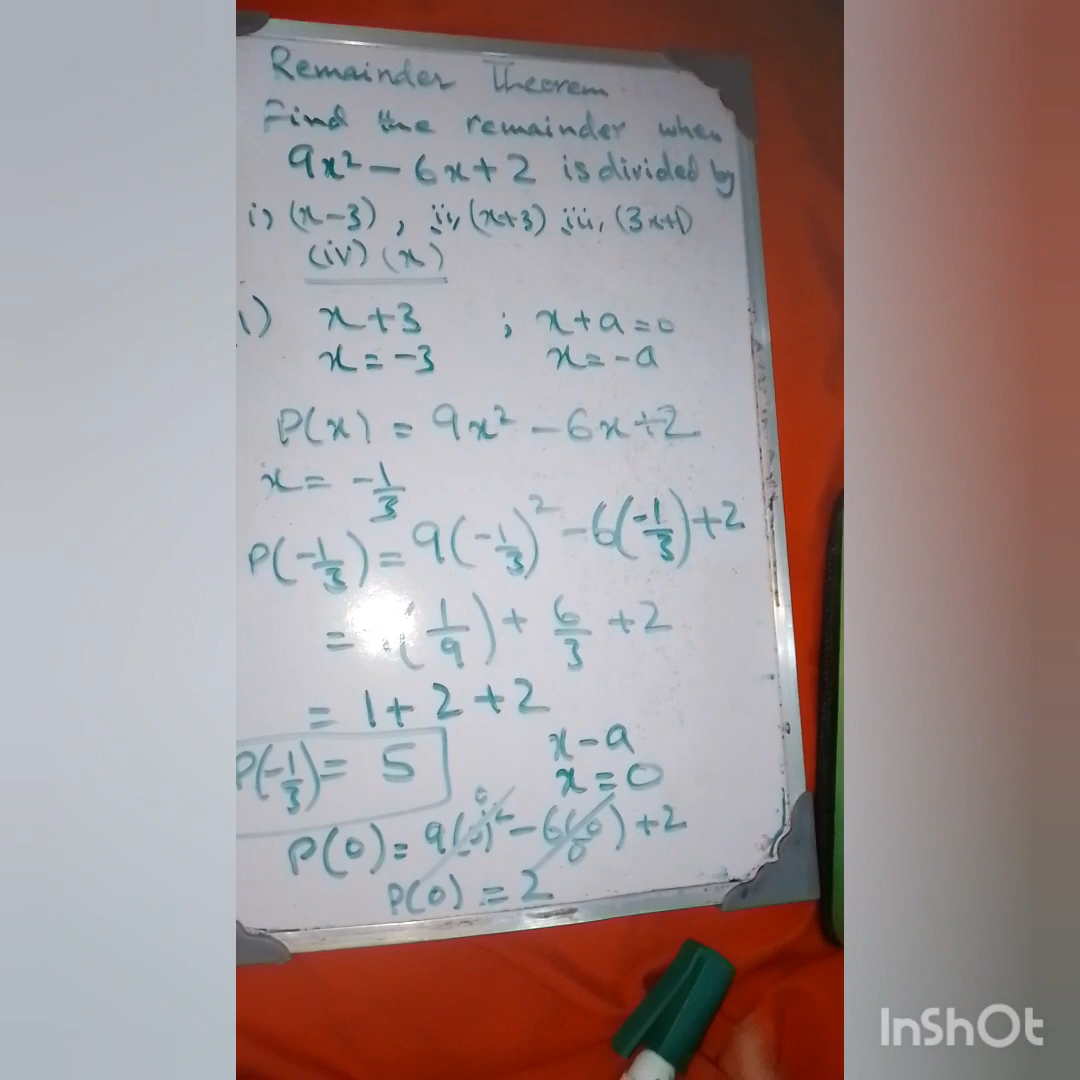 Remainder Theorem
Find the remainder when
9x² - 6x + 2 is divided by
i, (x-3), ii, (x+3) iii, (3x+1)
(iv) (x)
i) x+3 ; x+a=0
x = -3 x = -a
P(x) = 9x² - 6x + 2
x = -1/3
P(-1/3) = 9(-1/3)² - 6(-1/3) + 2
= (1/9) + 6/3 + 2
= 1 + 2 + 2
P(-1/3) = 5
x - a
x = 0
P(0) = 9(0)² - 6(0) + 2
P(0) = 2
InShOt